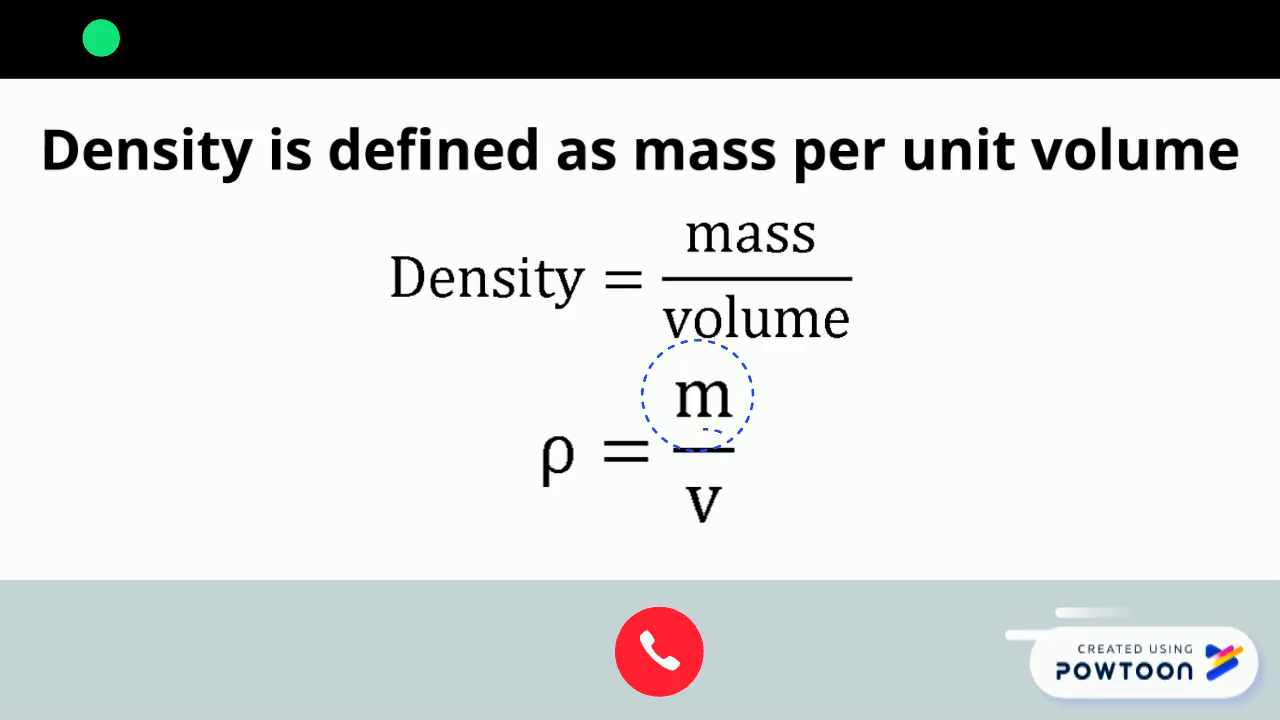 Density is defined as mass per unit volume
Density = mass/volume
ρ = m/v
CREATED USING
POWTOON